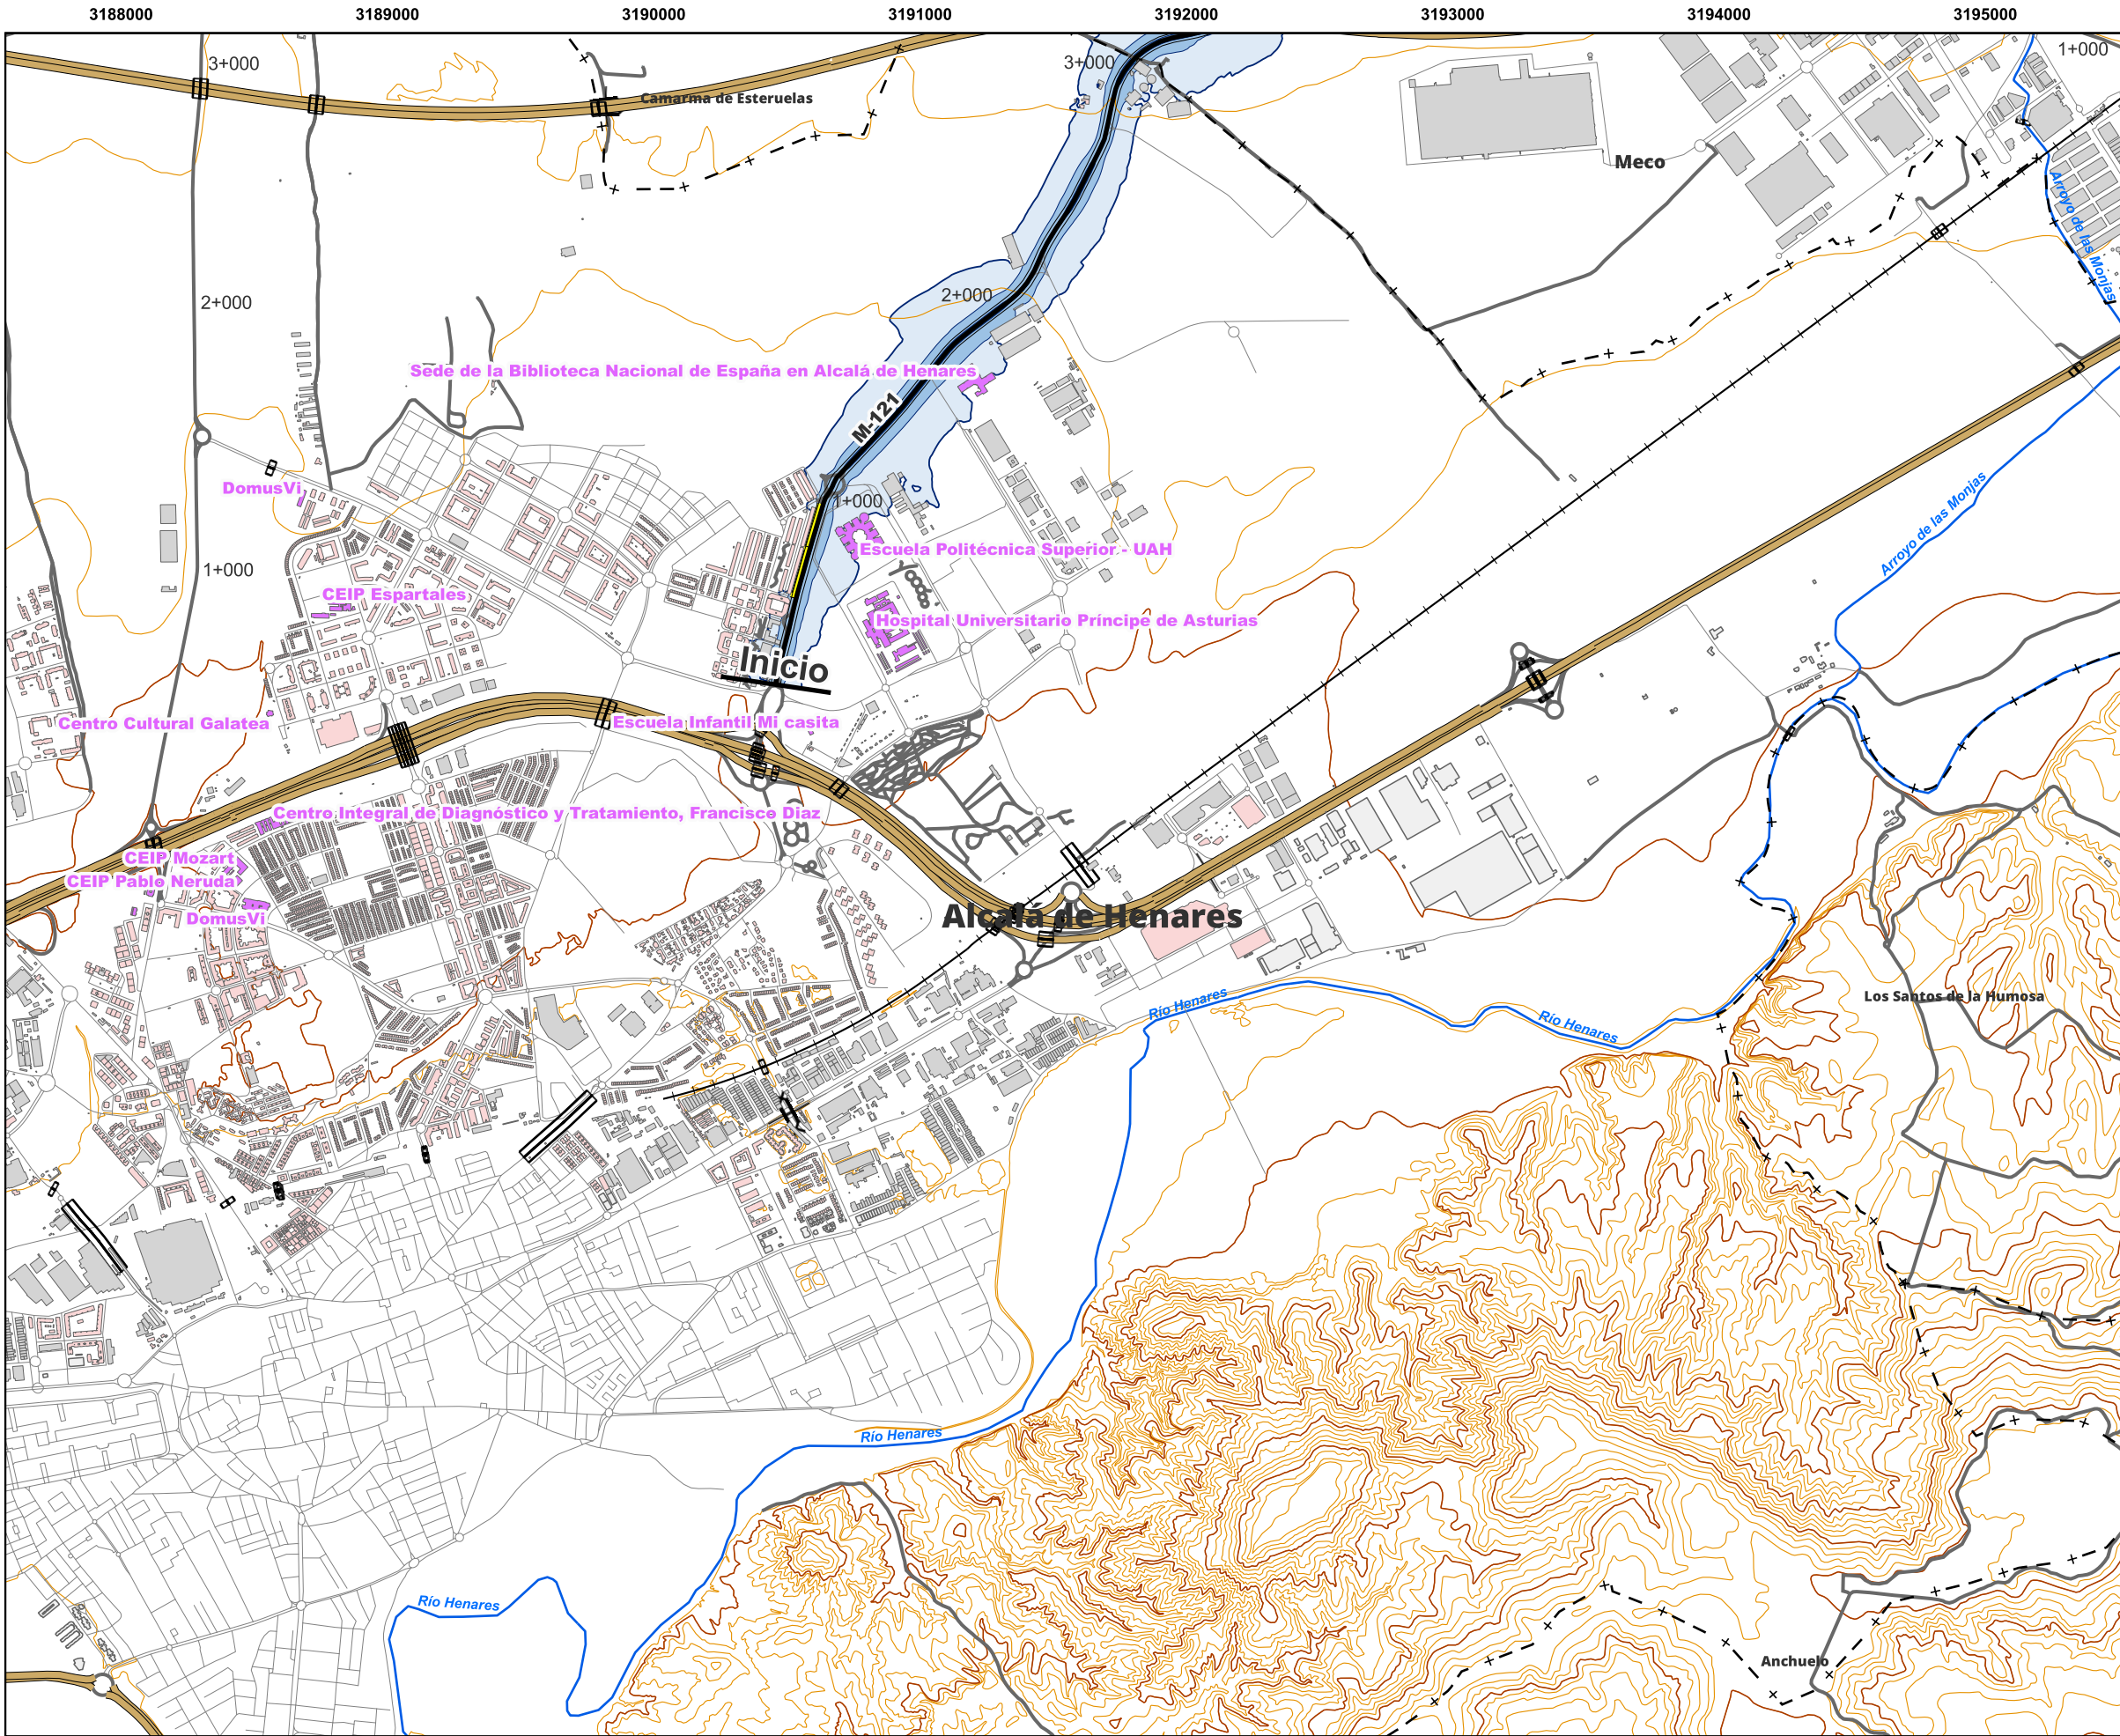 3188000 3189000 3190000 3191000 3192000 3193000 3194000 3195000
3+000
3+000
1+000
Camarma de Esteruelas
Meco
Arroyo de las Monjas
2+000
2+000
Sede de la Biblioteca Nacional de España en Alcalá de Henares
M-121
DomusVi
1+000
Arroyo de las Monjas
Escuela Politécnica Superior - UAH
1+000
CEIP Espartales
Hospital Universitario Príncipe de Asturias
Inicio
Centro Cultural Galatea
Escuela Infantil Mi casita
Centro Integral de Diagnóstico y Tratamiento, Francisco Diaz
CEIP Mozart
CEIP Pablo Neruda
DomusVi
Alcalá de Henares
Los Santos de la Humosa
Río Henares
Río Henares
Río Henares
Río Henares
Anchuelo